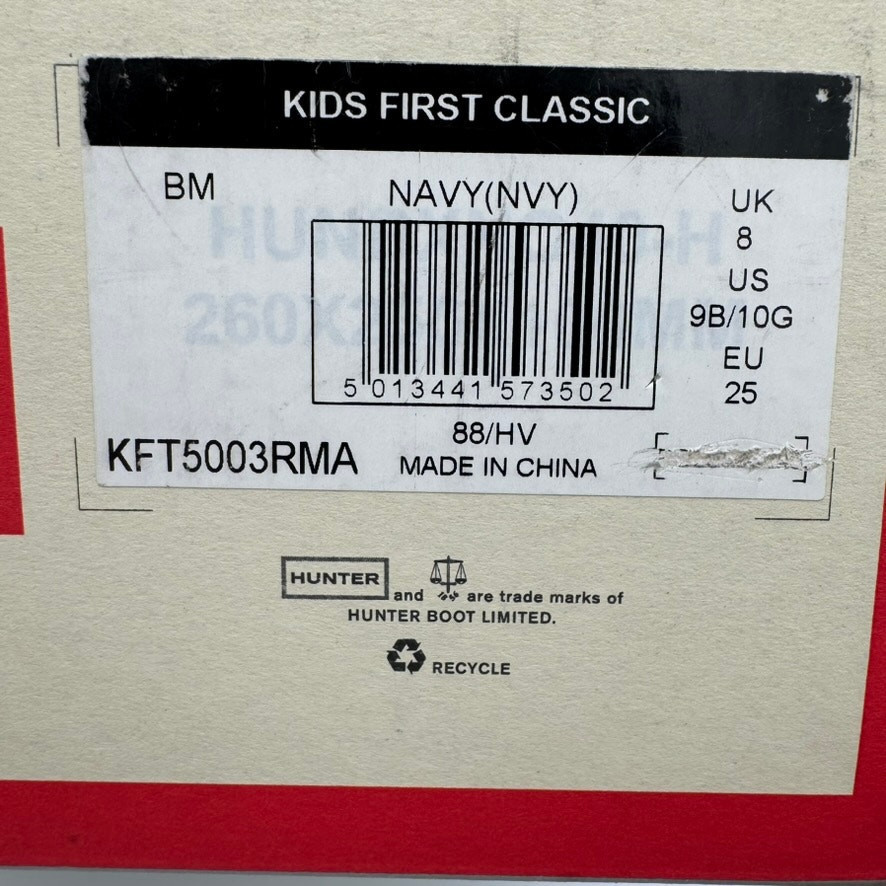 KIDS FIRST CLASSIC
BM
NAVY(NVY)
UK
8
US
9B/10G
EU
25
5 013441 573502
88/HV
KFT5003RMA
MADE IN CHINA
HUNTER and are trade marks of
HUNTER BOOT LIMITED.
RECYCLE